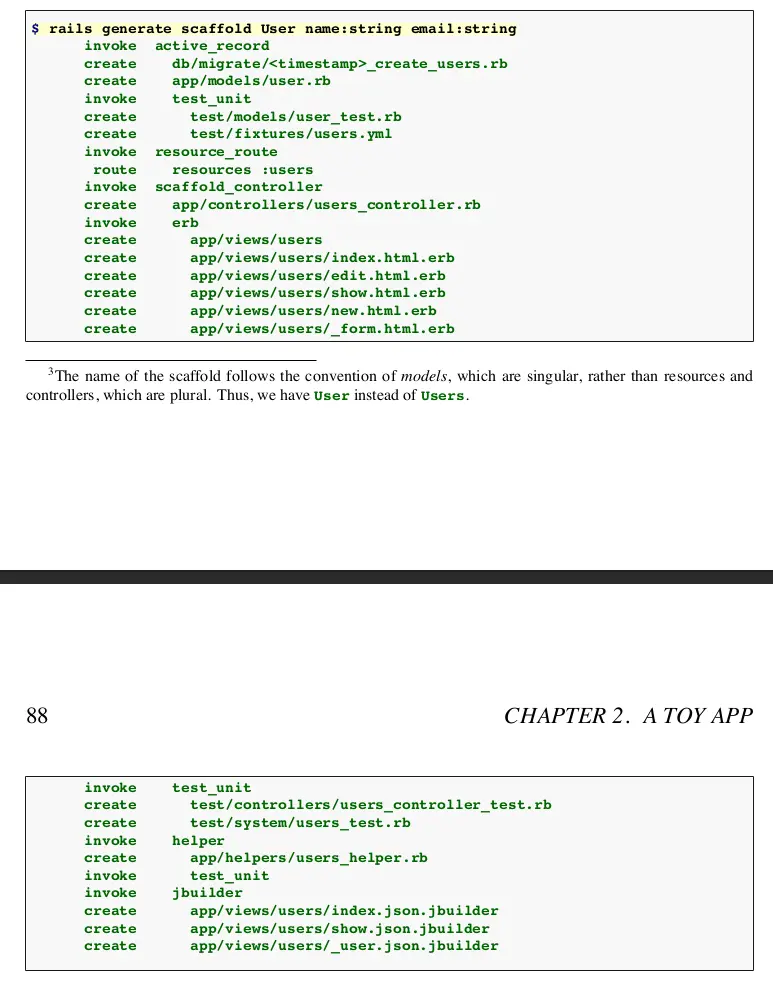 $ rails generate scaffold User name:string email:string
      invoke  active_record
      create    db/migrate/<timestamp>_create_users.rb
      create    app/models/user.rb
      invoke    test_unit
      create      test/models/user_test.rb
      create      test/fixtures/users.yml
      invoke  resource_route
       route    resources :users
      invoke  scaffold_controller
      create    app/controllers/users_controller.rb
      invoke    erb
      create      app/views/users
      create      app/views/users/index.html.erb
      create      app/views/users/edit.html.erb
      create      app/views/users/show.html.erb
      create      app/views/users/new.html.erb
      create      app/views/users/_form.html.erb
3The name of the scaffold follows the convention of models, which are singular, rather than resources and
controllers, which are plural. Thus, we have User instead of Users.
88 CHAPTER 2. A TOY APP
      invoke    test_unit
      create      test/controllers/users_controller_test.rb
      create      test/system/users_test.rb
      invoke    helper
      create      app/helpers/users_helper.rb
      invoke      test_unit
      invoke    jbuilder
      create      app/views/users/index.json.jbuilder
      create      app/views/users/show.json.jbuilder
      create      app/views/users/_user.json.jbuilder